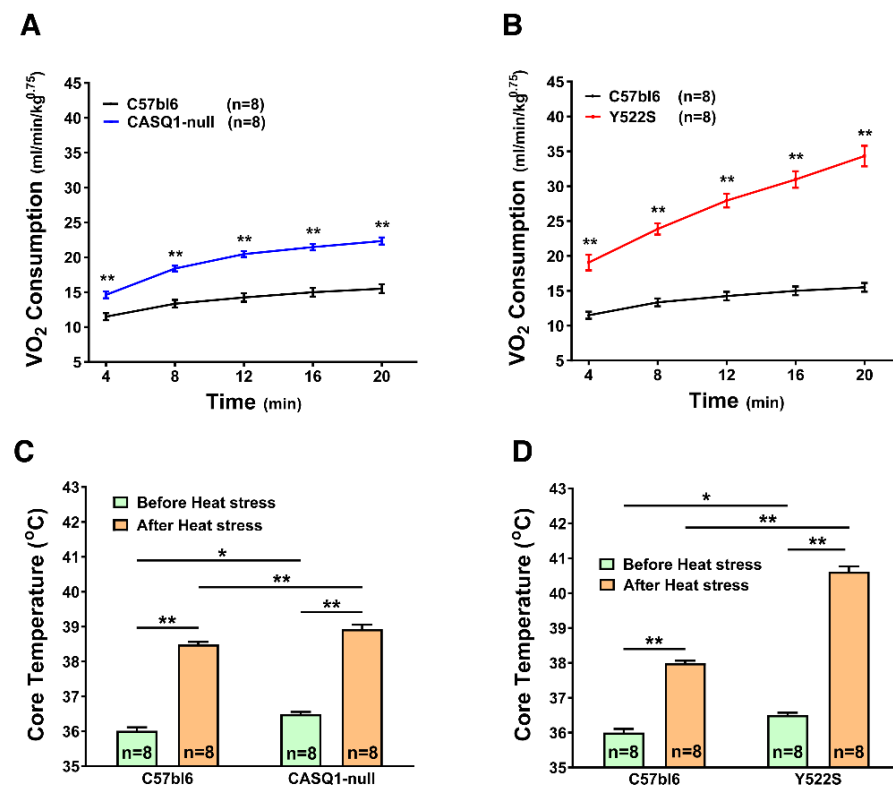 A
VO2 Consumption (ml/min/kg0.75)
45
40
35
30
25
20
15
10
5
C57bl6 (n=8)
CASQ1-null (n=8)
** ** ** ** **
4 8 12 16 20
Time (min)
B
VO2 Consumption (ml/min/kg0.75)
45
40
35
30
25
20
15
10
5
C57bl6 (n=8)
Y522S (n=8)
** ** ** ** **
4 8 12 16 20
Time (min)
C
Core Temperature (oC)
43
42
41
40
39
38
37
36
35
Before Heat stress
After Heat stress
*
**
** **
n=8 n=8 n=8 n=8
C57bl6 CASQ1-null
D
Core Temperature (oC)
43
42
41
40
39
38
37
36
35
*
**
**
Before Heat stress
After Heat stress
**
n=8 n=8 n=8 n=8
C57bl6 Y522S